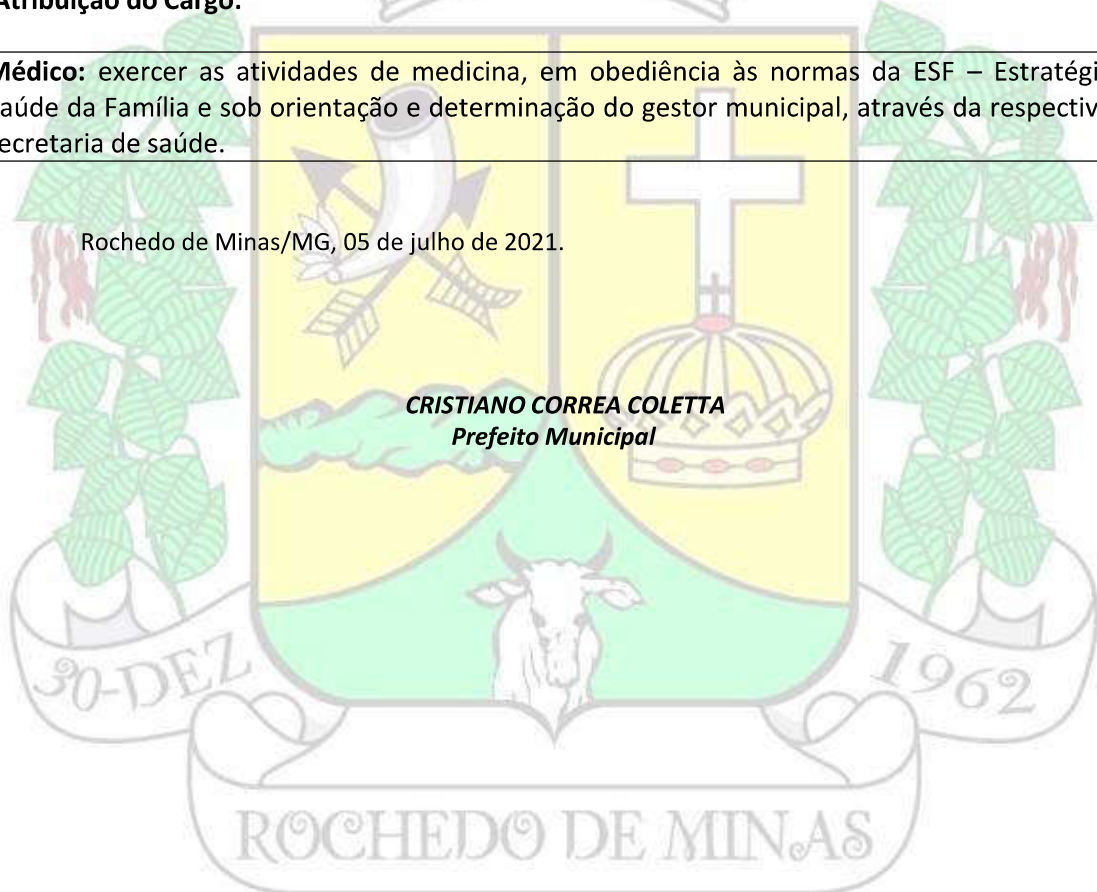 Atribuição do Cargo:
Médico: exercer as atividades de medicina, em obediência às normas da ESF – Estratégi
aúde da Família e sob orientação e determinação do gestor municipal, através da respectiv
ecretaria de saúde.
Rochedo de Minas/MG, 05 de julho de 2021.
CRISTIANO CORREA COLETTA
Prefeito Municipal
30-DEZ
1962
ROCHEDO DE MINAS